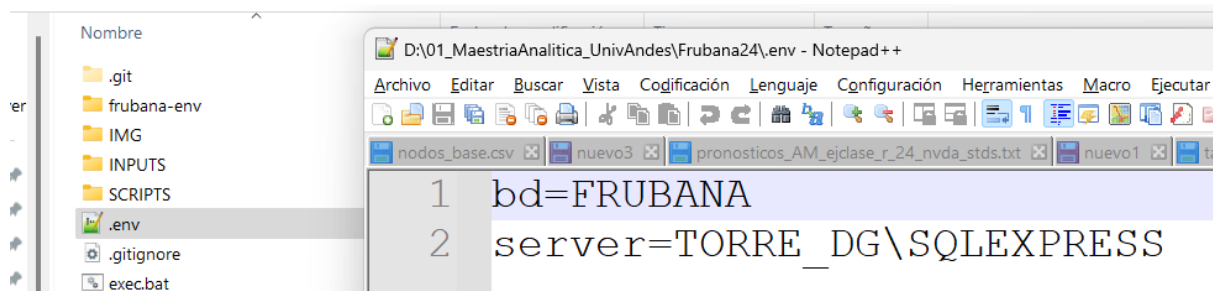 Nombre
.git
frubana-env
IMG
INPUTS
SCRIPTS
.env
.gitignore
exec.bat
D:\01_MaestriaAnalitica_UnivAndes\Frubana24\.env - Notepad++
Archivo Editar Buscar Vista Codificación Lenguaje Configuración Herramientas Macro Ejecutar
nodos_base.csv nuevo3 pronosticos_AM_ejclase_r_24_nvda_stds.txt nuevo1
1 bd=FRUBANA
2 server=TORRE_DG\SQLEXPRESS